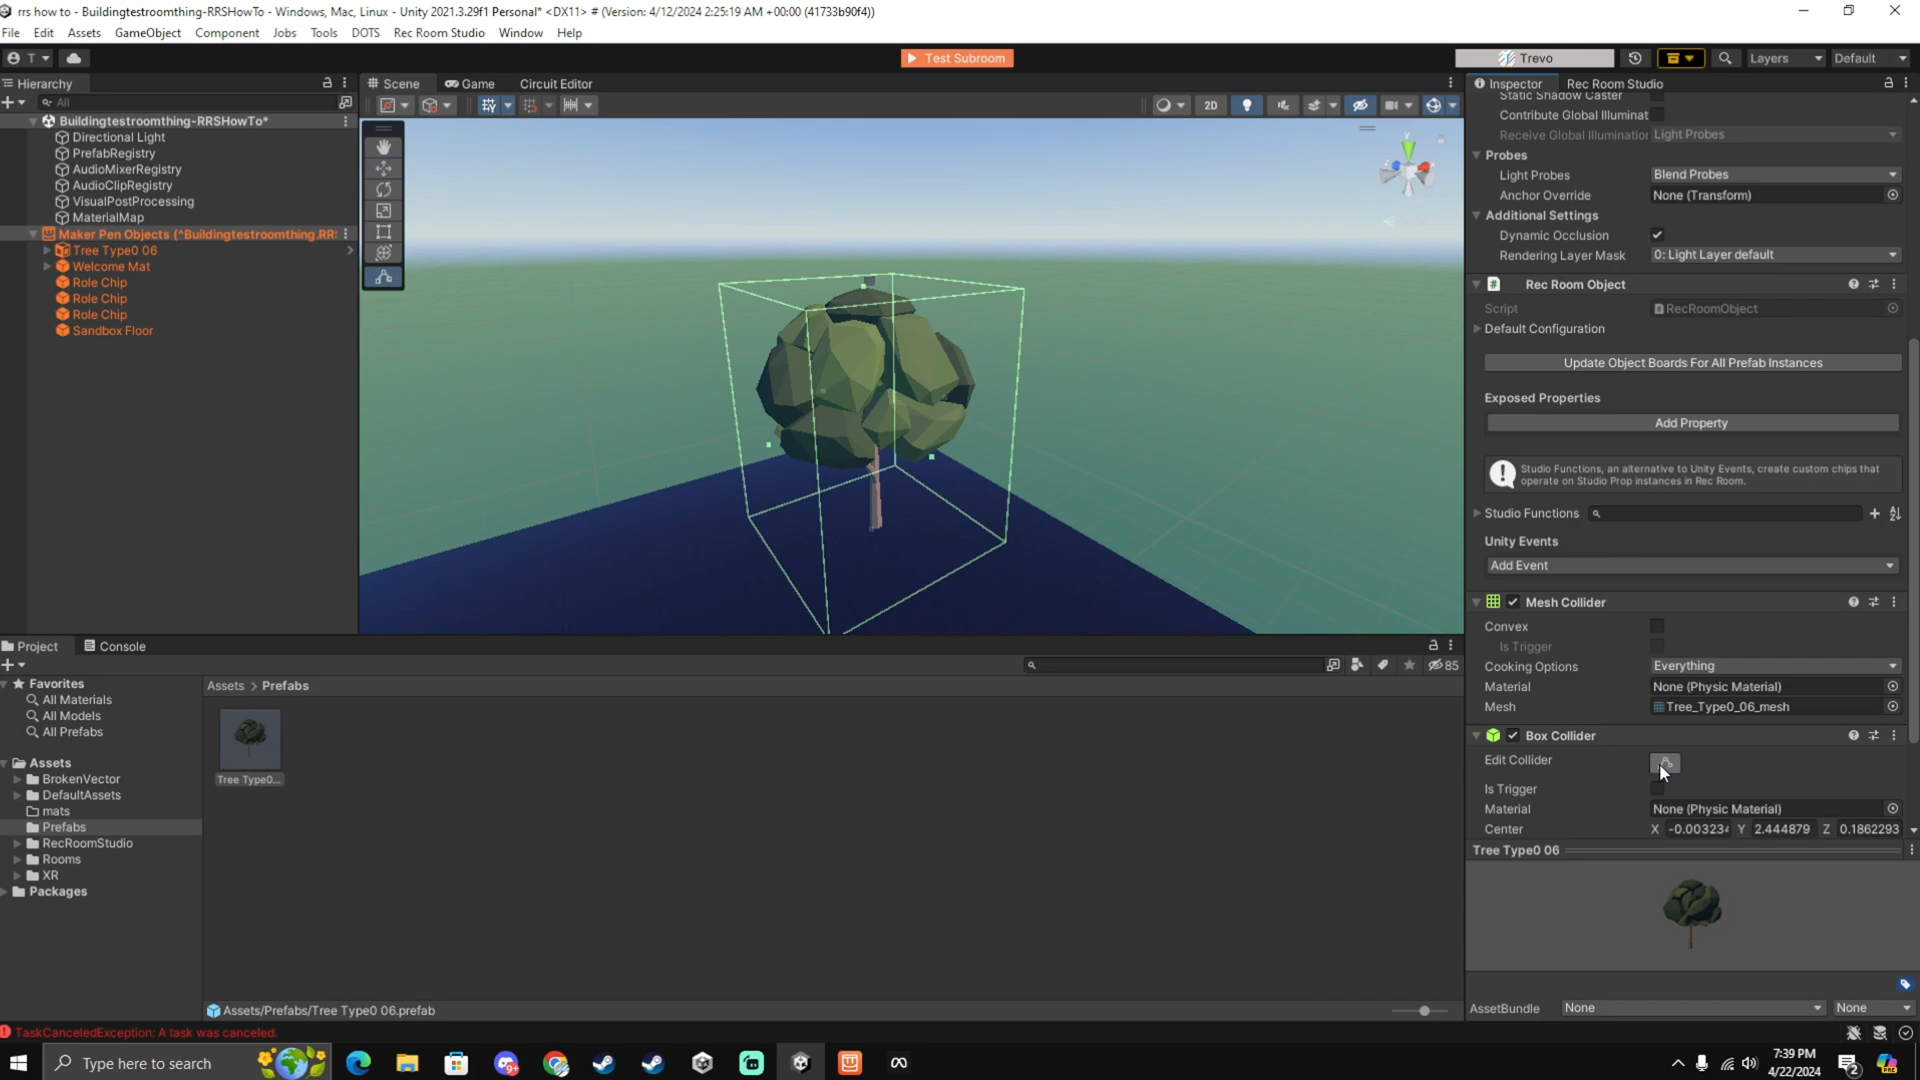 rrs how to - Buildingtestroomthing-RRSHowTo - Windows, Mac, Linux - Unity 2021.3.29f1 Personal* <DX11> # (Version: 4/12/2024 2:25:19 AM +00:00 (41733b90f4))
File Edit Assets GameObject Component Jobs Tools DOTS Rec Room Studio Window Help
T Test Subroom Trevo Layers Default
Hierarchy Scene Game Circuit Editor Inspector Rec Room Studio
All 2D
Buildingtestroomthing-RRSHowTo*
Directional Light
PrefabRegistry
AudioMixerRegistry
AudioClipRegistry
VisualPostProcessing
MaterialMap
Maker Pen Objects (^Buildingtestroomthing.RR
Tree Type0 06
Welcome Mat
Role Chip
Role Chip
Role Chip
Sandbox Floor
Y
Static Shadow Caster
Contribute Global Illuminat
Receive Global Illumination Light Probes
Probes
Light Probes Blend Probes
Anchor Override None (Transform)
Additional Settings
Dynamic Occlusion
Rendering Layer Mask 0: Light Layer default
Rec Room Object
Script RecRoomObject
Default Configuration
Update Object Boards For All Prefab Instances
Exposed Properties
Add Property
Studio Functions, an alternative to Unity Events, create custom chips that
operate on Studio Prop instances in Rec Room.
Studio Functions
Unity Events
Add Event
Mesh Collider
Convex
Is Trigger
Cooking Options Everything
Material None (Physic Material)
Mesh Tree_Type0_06_mesh
Box Collider
Edit Collider
Is Trigger
Material None (Physic Material)
Center X -0.003234 Y 2.444879 Z 0.1862293
Tree Type0 06
AssetBundle None None
Project Console
85
Favorites
All Materials
All Models
All Prefabs
Assets
BrokenVector
DefaultAssets
mats
Prefabs
RecRoomStudio
Rooms
XR
Packages
Assets > Prefabs
Tree Type0...
Assets/Prefabs/Tree Type0 06.prefab
TaskCanceledException: A task was canceled.
Type here to search
9+
7:39 PM
4/22/2024
2
PRE